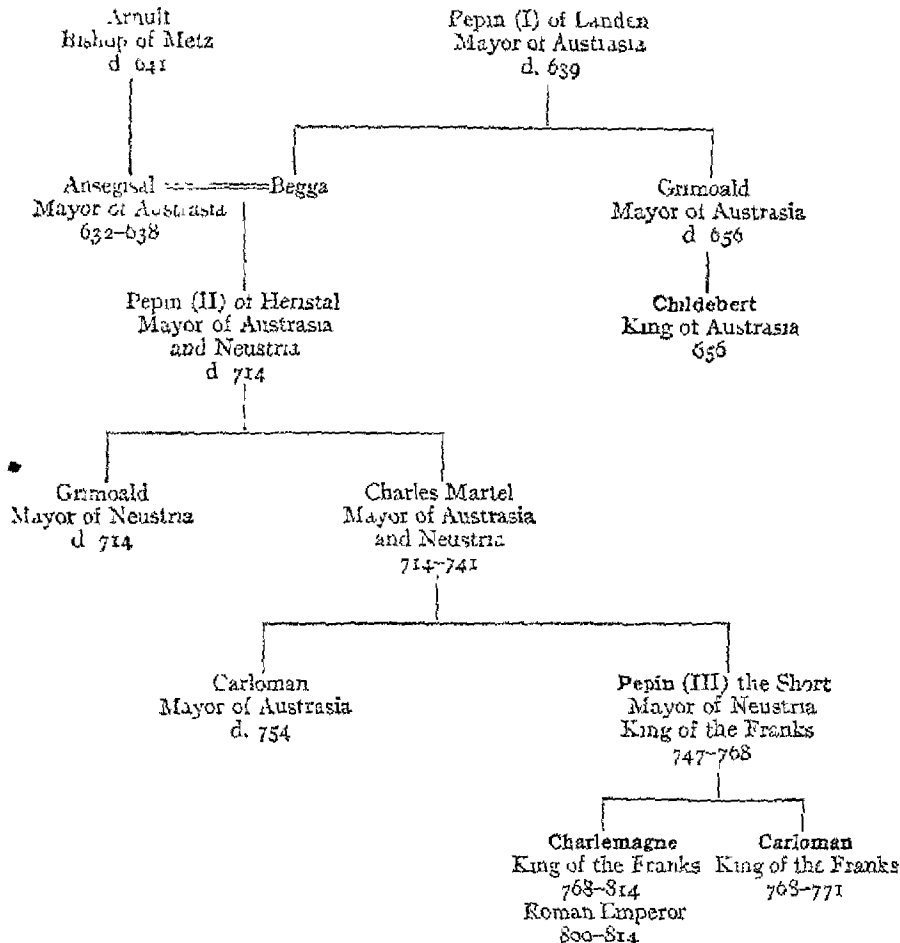 Arnulf
Bishop of Metz
d 641
Pepin (I) of Landen
Mayor of Austrasia
d. 639
Ansegisal
Mayor of Austrasia
632–638
Begga
Grimoald
Mayor of Austrasia
d 656
Pepin (II) of Heristal
Mayor of Austrasia
and Neustria
d 714
Childebert
King of Austrasia
656
Grimoald
Mayor of Neustria
d 714
Charles Martel
Mayor of Austrasia
and Neustria
714–741
Carloman
Mayor of Austrasia
d. 754
Pepin (III) the Short
Mayor of Neustria
King of the Franks
747–768
Charlemagne
King of the Franks
768–814
Roman Emperor
800–814
Carloman
King of the Franks
768–771